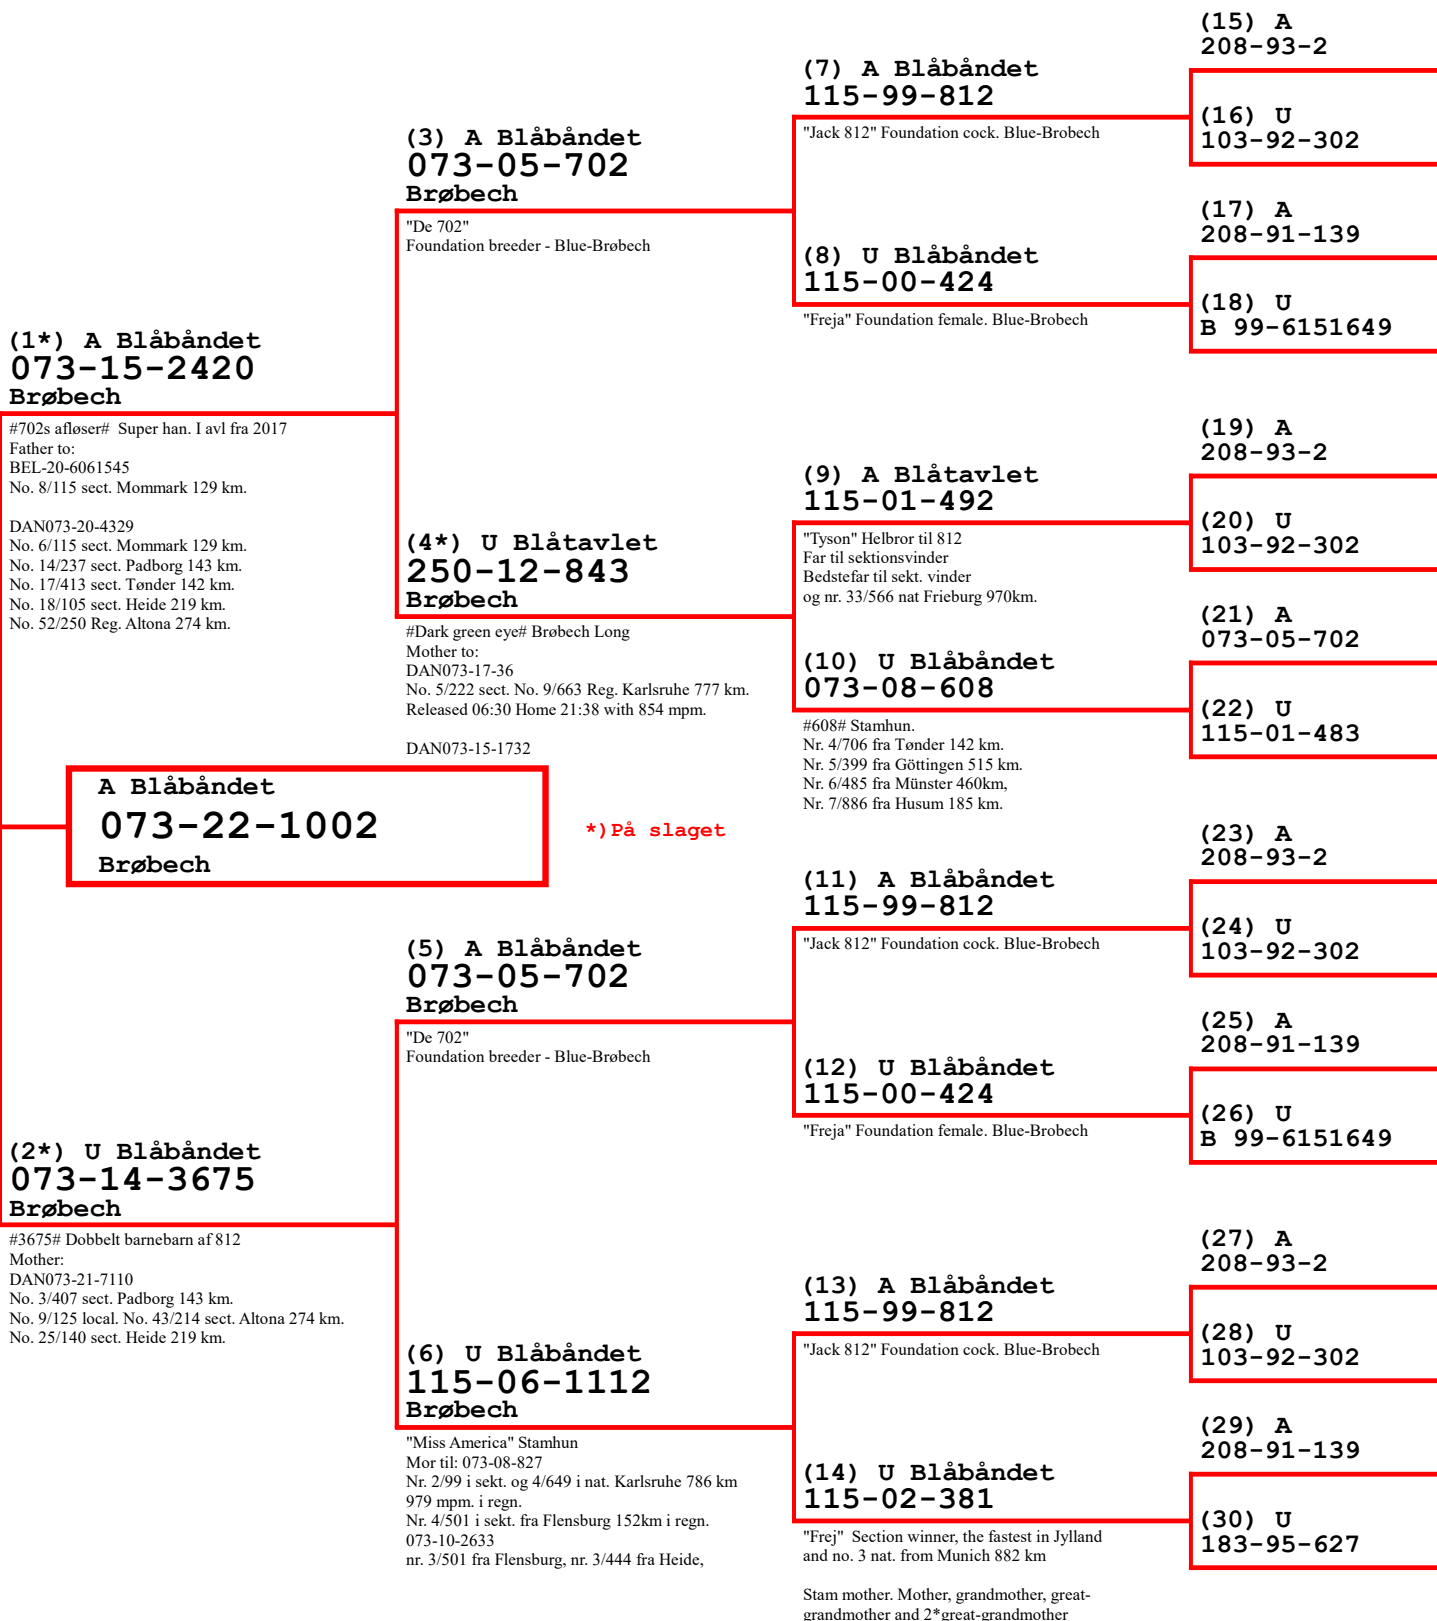 (1*) A Blåbåndet
073-15-2420
Brøbech
#702s afløser#  Super han. I avl fra 2017
Father to:
BEL-20-6061545
No. 8/115 sect. Mommark 129 km.
DAN073-20-4329
No. 6/115 sect. Mommark 129 km.
No. 14/237 sect. Padborg 143 km.
No. 17/413 sect. Tønder 142 km.
No. 18/105 sect. Heide 219 km.
No. 52/250 Reg. Altona 274 km.
A Blåbåndet
073-22-1002
Brøbech
*)På slaget
(2*) U Blåbåndet
073-14-3675
Brøbech
#3675# Dobbelt barnebarn af 812
Mother:
DAN073-21-7110
No. 3/407 sect. Padborg 143 km.
No. 9/125 local. No. 43/214 sect. Altona 274 km.
No. 25/140 sect. Heide 219 km.
(3) A Blåbåndet
073-05-702
Brøbech
"De 702"
Foundation breeder - Blue-Brøbech
(4*) U Blåtavlet
250-12-843
Brøbech
#Dark green eye# Brøbech Long
Mother to:
DAN073-17-36
No. 5/222 sect. No. 9/663 Reg. Karlsruhe 777 km.
Released 06:30 Home 21:38 with 854 mpm.
DAN073-15-1732
(5) A Blåbåndet
073-05-702
Brøbech
"De 702"
Foundation breeder - Blue-Brøbech
(6) U Blåbåndet
115-06-1112
Brøbech
"Miss America" Stamhun
Mor til: 073-08-827
Nr. 2/99 i sekt. og 4/649 i nat. Karlsruhe 786 km
979 mpm. i regn.
Nr. 4/501 i sekt. fra Flensburg 152km i regn.
073-10-2633
nr. 3/501 fra Flensburg, nr. 3/444 fra Heide,
(7) A Blåbåndet
115-99-812
"Jack 812" Foundation cock. Blue-Brobech
(8) U Blåbåndet
115-00-424
"Freja" Foundation female. Blue-Brobech
(9) A Blåtavlet
115-01-492
"Tyson" Helbror til 812
Far til sektionsvinder
Bedstefar til sekt. vinder
og nr. 33/566 nat Frieburg 970km.
(10) U Blåbåndet
073-08-608
#608# Stamhun.
Nr. 4/706 fra Tønder 142 km.
Nr. 5/399 fra Göttingen 515 km.
Nr. 6/485 fra Münster 460km,
Nr. 7/886 fra Husum 185 km.
(11) A Blåbåndet
115-99-812
"Jack 812" Foundation cock. Blue-Brobech
(12) U Blåbåndet
115-00-424
"Freja" Foundation female. Blue-Brobech
(13) A Blåbåndet
115-99-812
"Jack 812" Foundation cock. Blue-Brobech
(14) U Blåbåndet
115-02-381
"Frej"  Section winner, the fastest in Jylland
and no. 3 nat. from Munich 882 km
Stam mother. Mother, grandmother, great-
grandmother and 2*great-grandmother
(15) A
208-93-2
(16) U
103-92-302
(17) A
208-91-139
(18) U
B 99-6151649
(19) A
208-93-2
(20) U
103-92-302
(21) A
073-05-702
(22) U
115-01-483
(23) A
208-93-2
(24) U
103-92-302
(25) A
208-91-139
(26) U
B 99-6151649
(27) A
208-93-2
(28) U
103-92-302
(29) A
208-91-139
(30) U
183-95-627